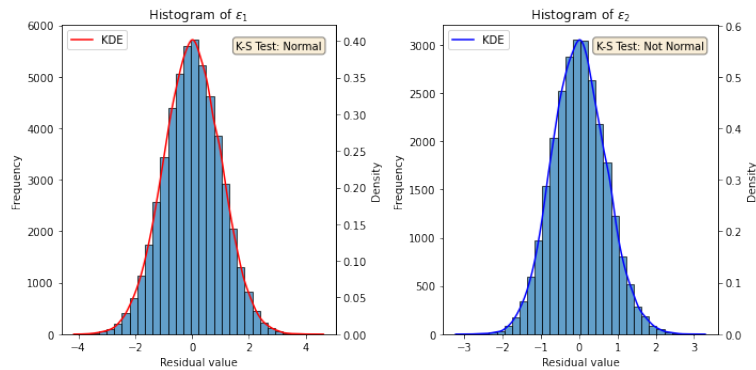 Histogram of ε₁
KDE
K-S Test: Normal
6000
5000
4000
3000
2000
1000
0
Frequency
0.40
0.35
0.30
0.25
0.20
0.15
0.10
0.05
0.00
Density
−4 −2 0 2 4
Residual value
Histogram of ε₂
KDE
K-S Test: Not Normal
3000
2500
2000
1500
1000
500
0
Frequency
0.6
0.5
0.4
0.3
0.2
0.1
0.0
Density
−3 −2 −1 0 1 2 3
Residual value